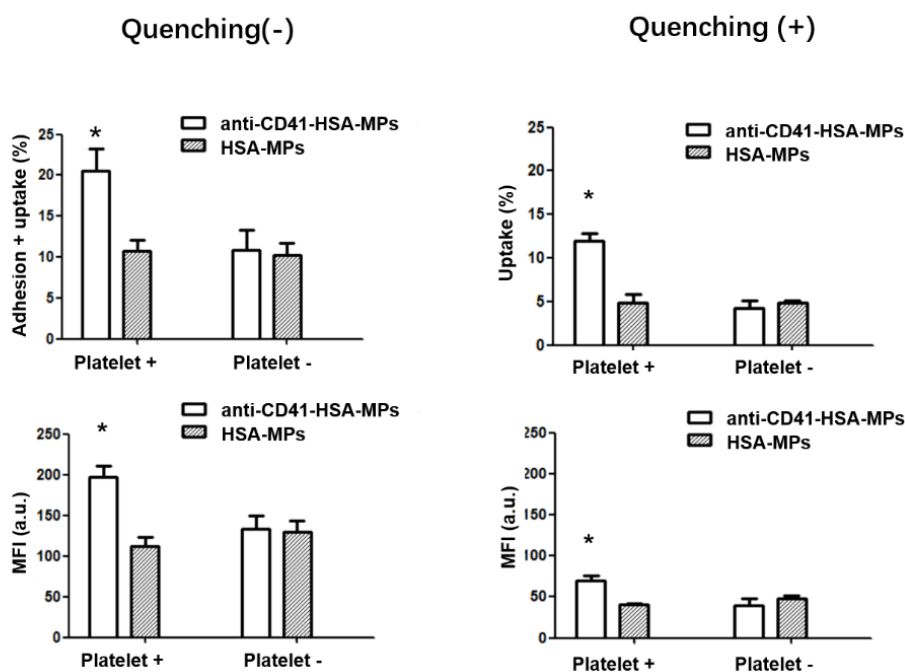 Quenching(-)
Quenching (+)
anti-CD41-HSA-MPs
HSA-MPs
Adhesion + uptake (%)
25
20
15
10
5
0
*
Platelet +
Platelet -
anti-CD41-HSA-MPs
HSA-MPs
Uptake (%)
25
20
15
10
5
0
*
Platelet +
Platelet -
anti-CD41-HSA-MPs
HSA-MPs
MFI (a.u.)
250
200
150
100
50
0
*
Platelet +
Platelet -
anti-CD41-HSA-MPs
HSA-MPs
MFI (a.u.)
250
200
150
100
50
0
*
Platelet +
Platelet -